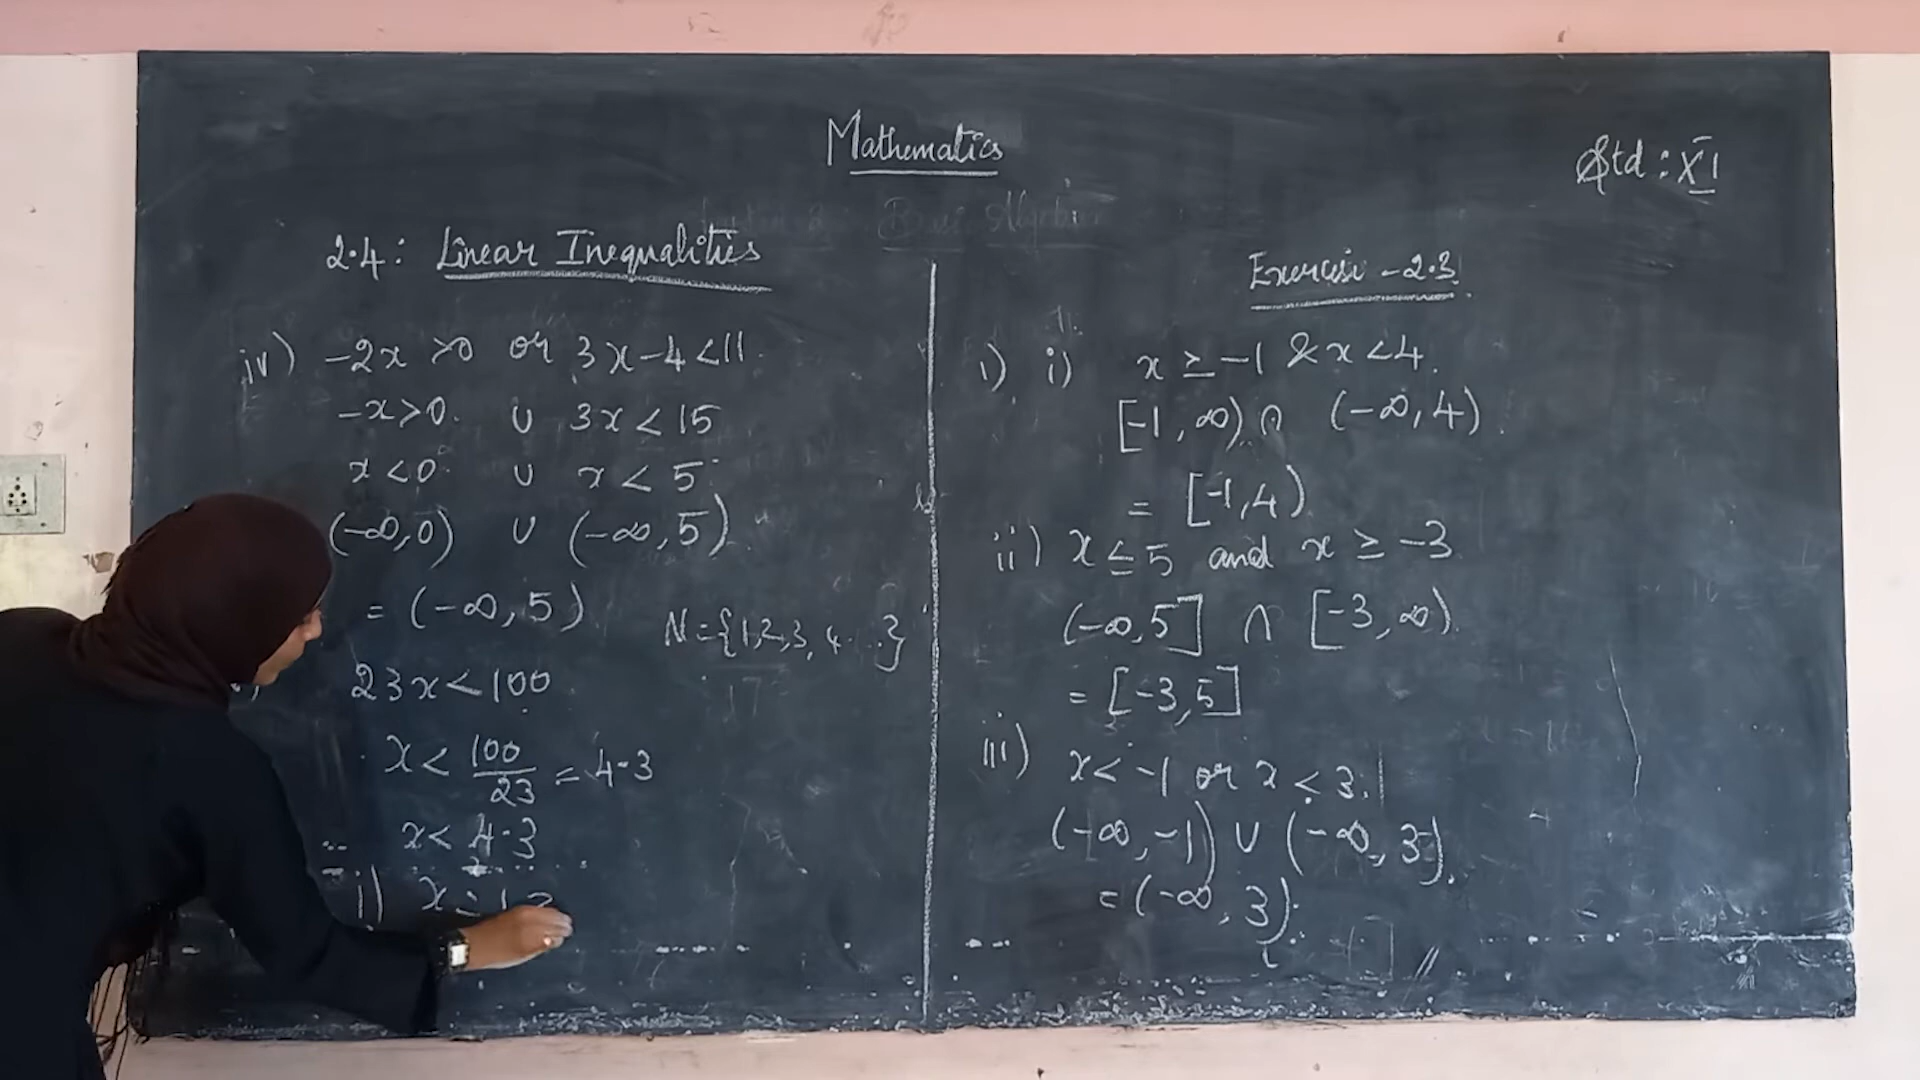 Mathematics
Std : XI
2.4 : Linear Inequalities
iv) -2x >0 or 3x-4<11.
-x>0. ∪ 3x < 15
x<0 ∪ x < 5
(-∞,0) ∪ (-∞,5)
= (-∞,5)
N={1,2,3,4...}
23x<100
x< 100/23 = 4.3
x< 4.3
i) x = 1,2
Exercise - 2.3
1) i) x ≥ -1 & x <4.
[-1,∞) ∩ (-∞,4)
= [-1,4)
ii) x ≤ 5 and x ≥ -3
(-∞,5] ∩ [-3,∞)
= [-3,5]
iii) x< -1 or x < 3.
(-∞,-1) ∪ (-∞,3)
= (-∞,3)